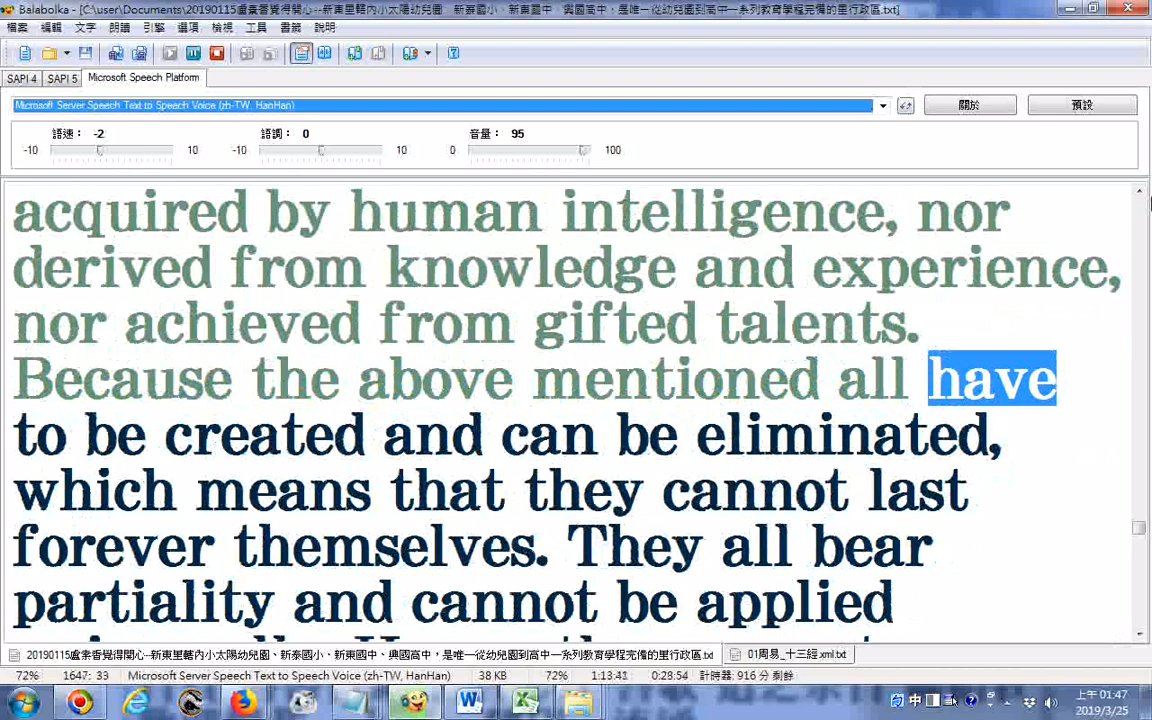 Balabolka - [C:\user\Documents\20190115盧素香覺得開心--新東里轄內小太陽幼兒園、新泰國小、新東國中、興國高中，是唯一從幼兒園到高中一系列教育學程完備的里行政區.txt]
檔案 編輯 文字 朗讀 引擎 選項 檢視 工具 書籤 說明
SAPI 4 SAPI 5 Microsoft Speech Platform
Microsoft Server Speech Text to Speech Voice (zh-TW, HanHan) 關於 預設
語速： -2 語調： 0 音量： 95
-10 10 -10 10 0 100
acquired by human intelligence, nor
derived from knowledge and experience,
nor achieved from gifted talents.
Because the above mentioned all have
to be created and can be eliminated,
which means that they cannot last
forever themselves. They all bear
partiality and cannot be applied
20190115盧素香覺得開心--新東里轄內小太陽幼兒園、新泰國小、新東國中、興國高中，是唯一從幼兒園到高中一系列教育學程完備的里行政區.txt 01周易_十三經.xml.txt
72% 1647: 33 Microsoft Server Speech Text to Speech Voice (zh-TW, HanHan) 38 KB 72% 1:13:41 0:28:54 計時器： 916 分 剩餘
中 上午 01:47
2019/3/25